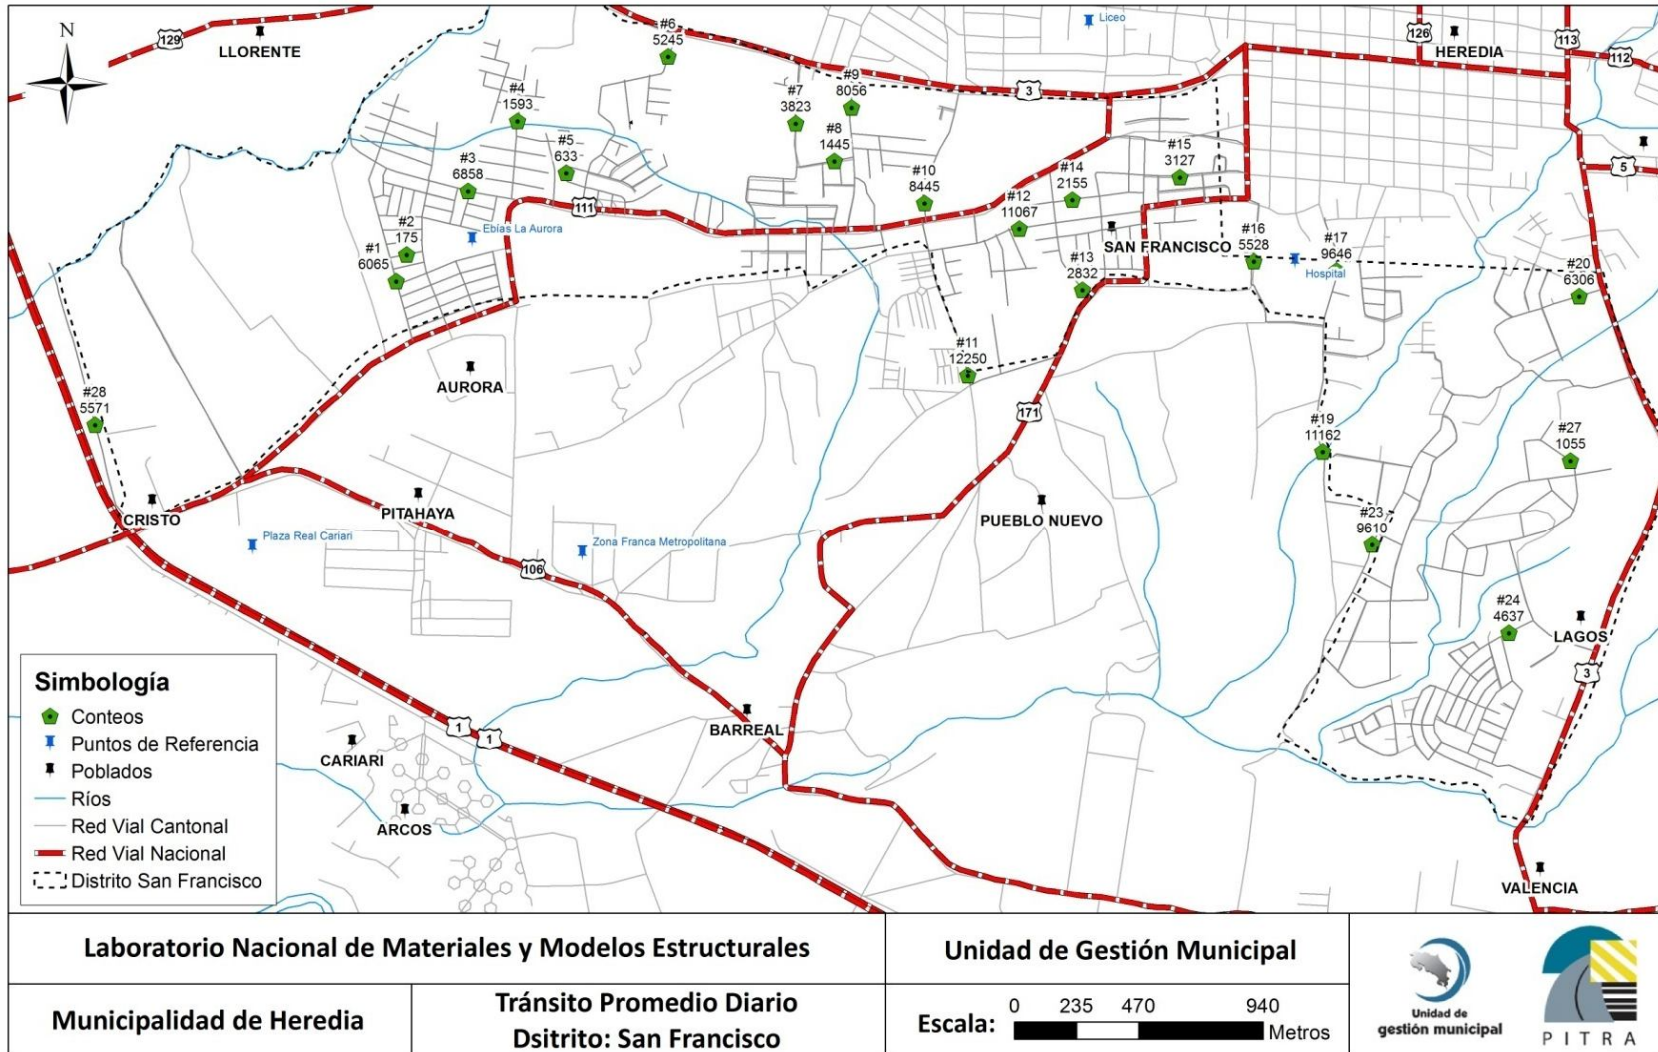 N
129
LLORENTE
#6
5245
Liceo
126
HEREDIA
113
112
#4
1593
#7
3823
#9
8056
3
#8
1445
#5
633
#3
6858
#10
8445
#14
2155
#15
3127
5
#12
11067
111
#2
175
Ebías La Aurora
#1
6065
SAN FRANCISCO
#16
5528
#17
9646
Hospital
#13
2832
#20
6306
#11
12250
AURORA
#28
5571
171
#19
11162
#27
1055
CRISTO
PITAHAYA
PUEBLO NUEVO
#23
9610
Plaza Real Cariari
Zona Franca Metropolitana
106
#24
4637
LAGOS
3
BARREAL
1
1
CARIARI
ARCOS
VALENCIA
Simbología
Conteos
Puntos de Referencia
Poblados
Ríos
Red Vial Cantonal
Red Vial Nacional
Distrito San Francisco
Laboratorio Nacional de Materiales y Modelos Estructurales
Unidad de Gestión Municipal
Municipalidad de Heredia
Tránsito Promedio Diario
Dsitrito: San Francisco
Escala:
0 235 470 940
Metros
Unidad de
gestión municipal
PITRA